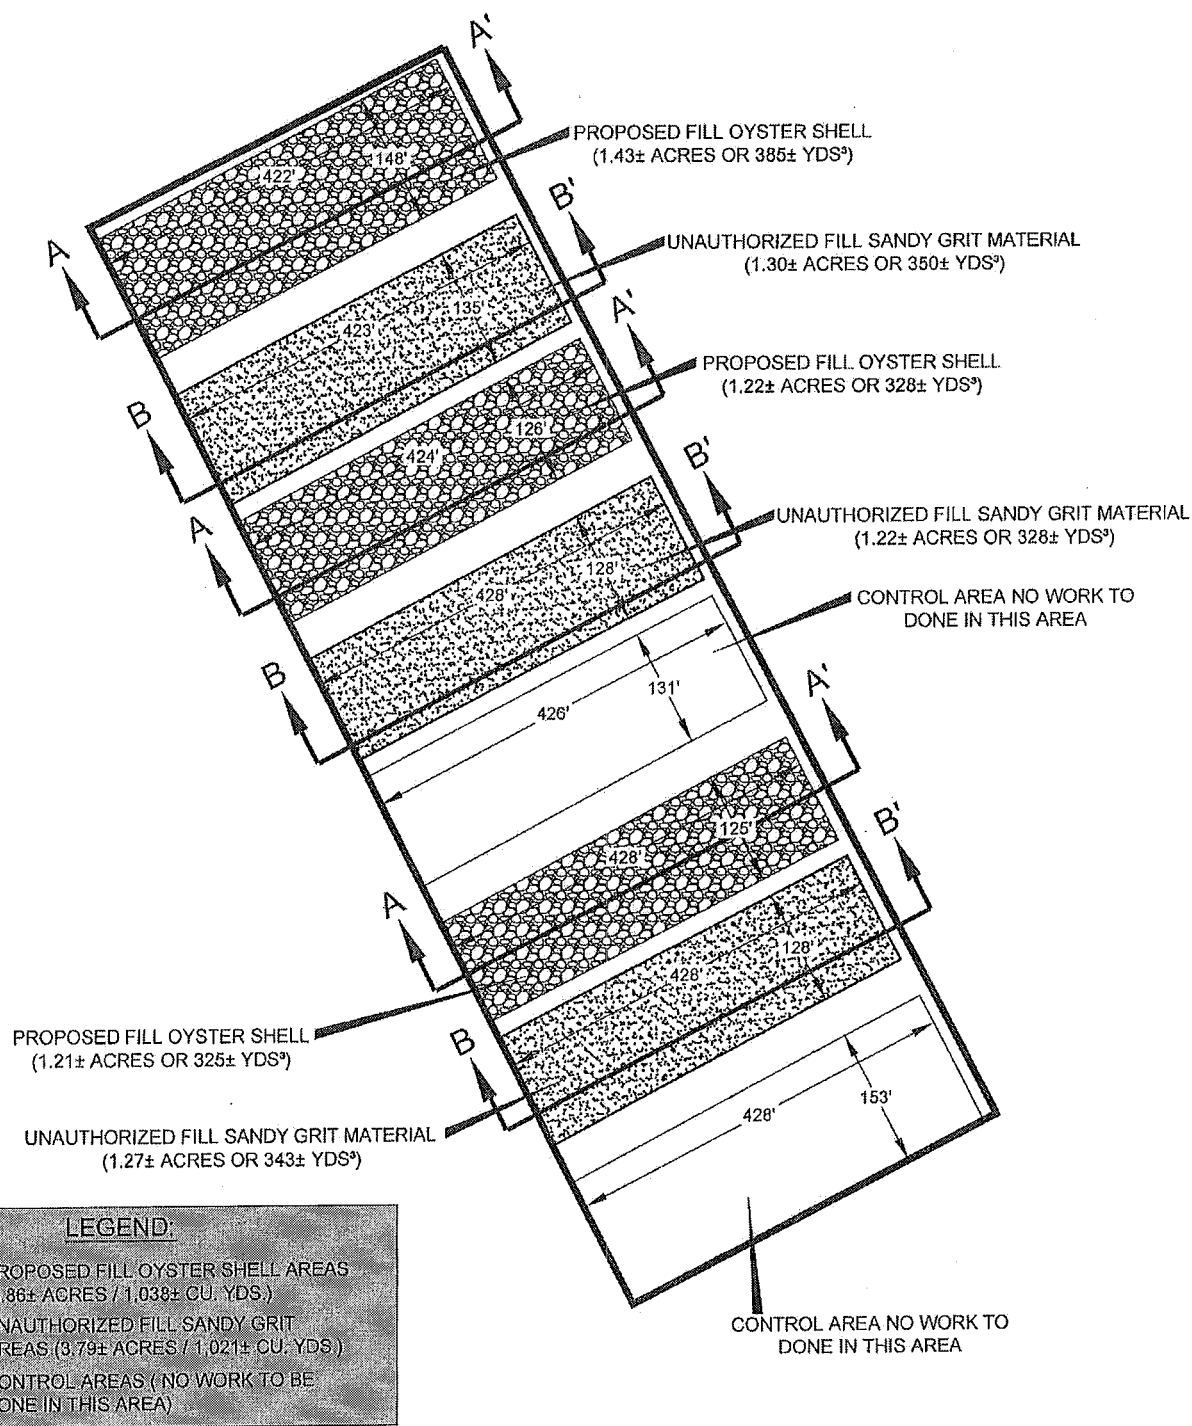 A'
PROPOSED FILL OYSTER SHELL
(1.43± ACRES OR 385± YDS³)
148'
422'
A
B'
UNAUTHORIZED FILL SANDY GRIT MATERIAL
(1.30± ACRES OR 350± YDS³)
135'
423'
A'
B
PROPOSED FILL OYSTER SHELL
(1.22± ACRES OR 328± YDS³)
126'
424'
A
B'
UNAUTHORIZED FILL SANDY GRIT MATERIAL
(1.22± ACRES OR 328± YDS³)
128'
428'
CONTROL AREA NO WORK TO
DONE IN THIS AREA
B
131'
426'
A'
125'
428'
B'
A
128'
428'
PROPOSED FILL OYSTER SHELL
(1.21± ACRES OR 325± YDS³)
B
153'
428'
UNAUTHORIZED FILL SANDY GRIT MATERIAL
(1.27± ACRES OR 343± YDS³)
LEGEND:
ROPOSED FILL OYSTER SHELL AREAS
.86± ACRES / 1,038± CU. YDS.)
NAUTHORIZED FILL SANDY GRIT
REAS (3.79± ACRES / 1,021± CU. YDS.)
ONTROL AREAS ( NO WORK TO BE
ONE IN THIS AREA)
CONTROL AREA NO WORK TO
DONE IN THIS AREA